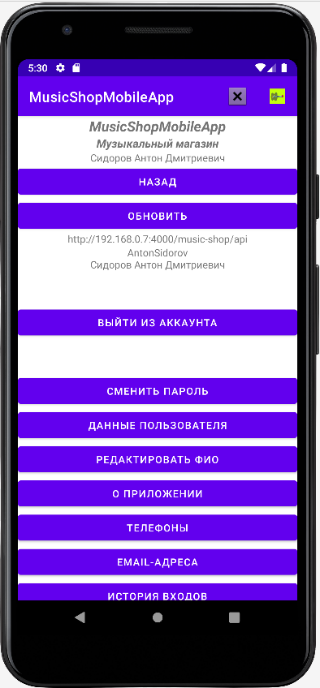 5:30
MusicShopMobileApp
MusicShopMobileApp
Музыкальный магазин
Сидоров Антон Дмитриевич
НАЗАД
ОБНОВИТЬ
http://192.168.0.7:4000/music-shop/api
AntonSidorov
Сидоров Антон Дмитриевич
ВЫЙТИ ИЗ АККАУНТА
СМЕНИТЬ ПАРОЛЬ
ДАННЫЕ ПОЛЬЗОВАТЕЛЯ
РЕДАКТИРОВАТЬ ФИО
О ПРИЛОЖЕНИИ
ТЕЛЕФОНЫ
EMAIL-АДРЕСА
ИСТОРИЯ ВХОДОВ